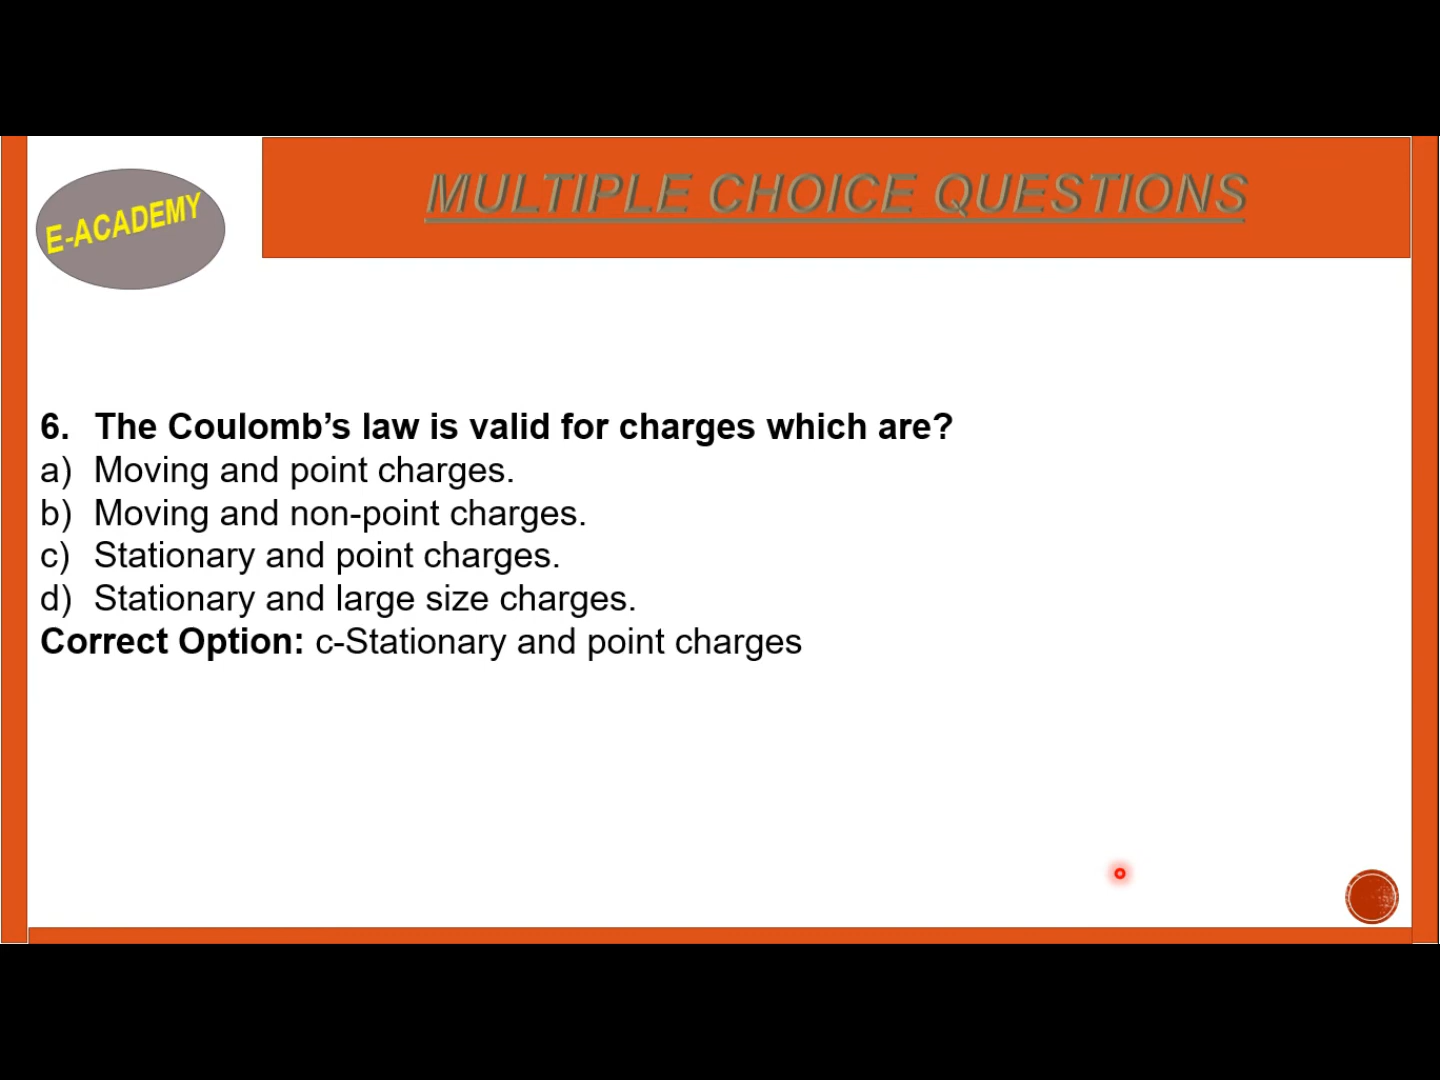 E-ACADEMY
MULTIPLE CHOICE QUESTIONS
6. The Coulomb’s law is valid for charges which are?
a) Moving and point charges.
b) Moving and non-point charges.
c) Stationary and point charges.
d) Stationary and large size charges.
Correct Option: c-Stationary and point charges